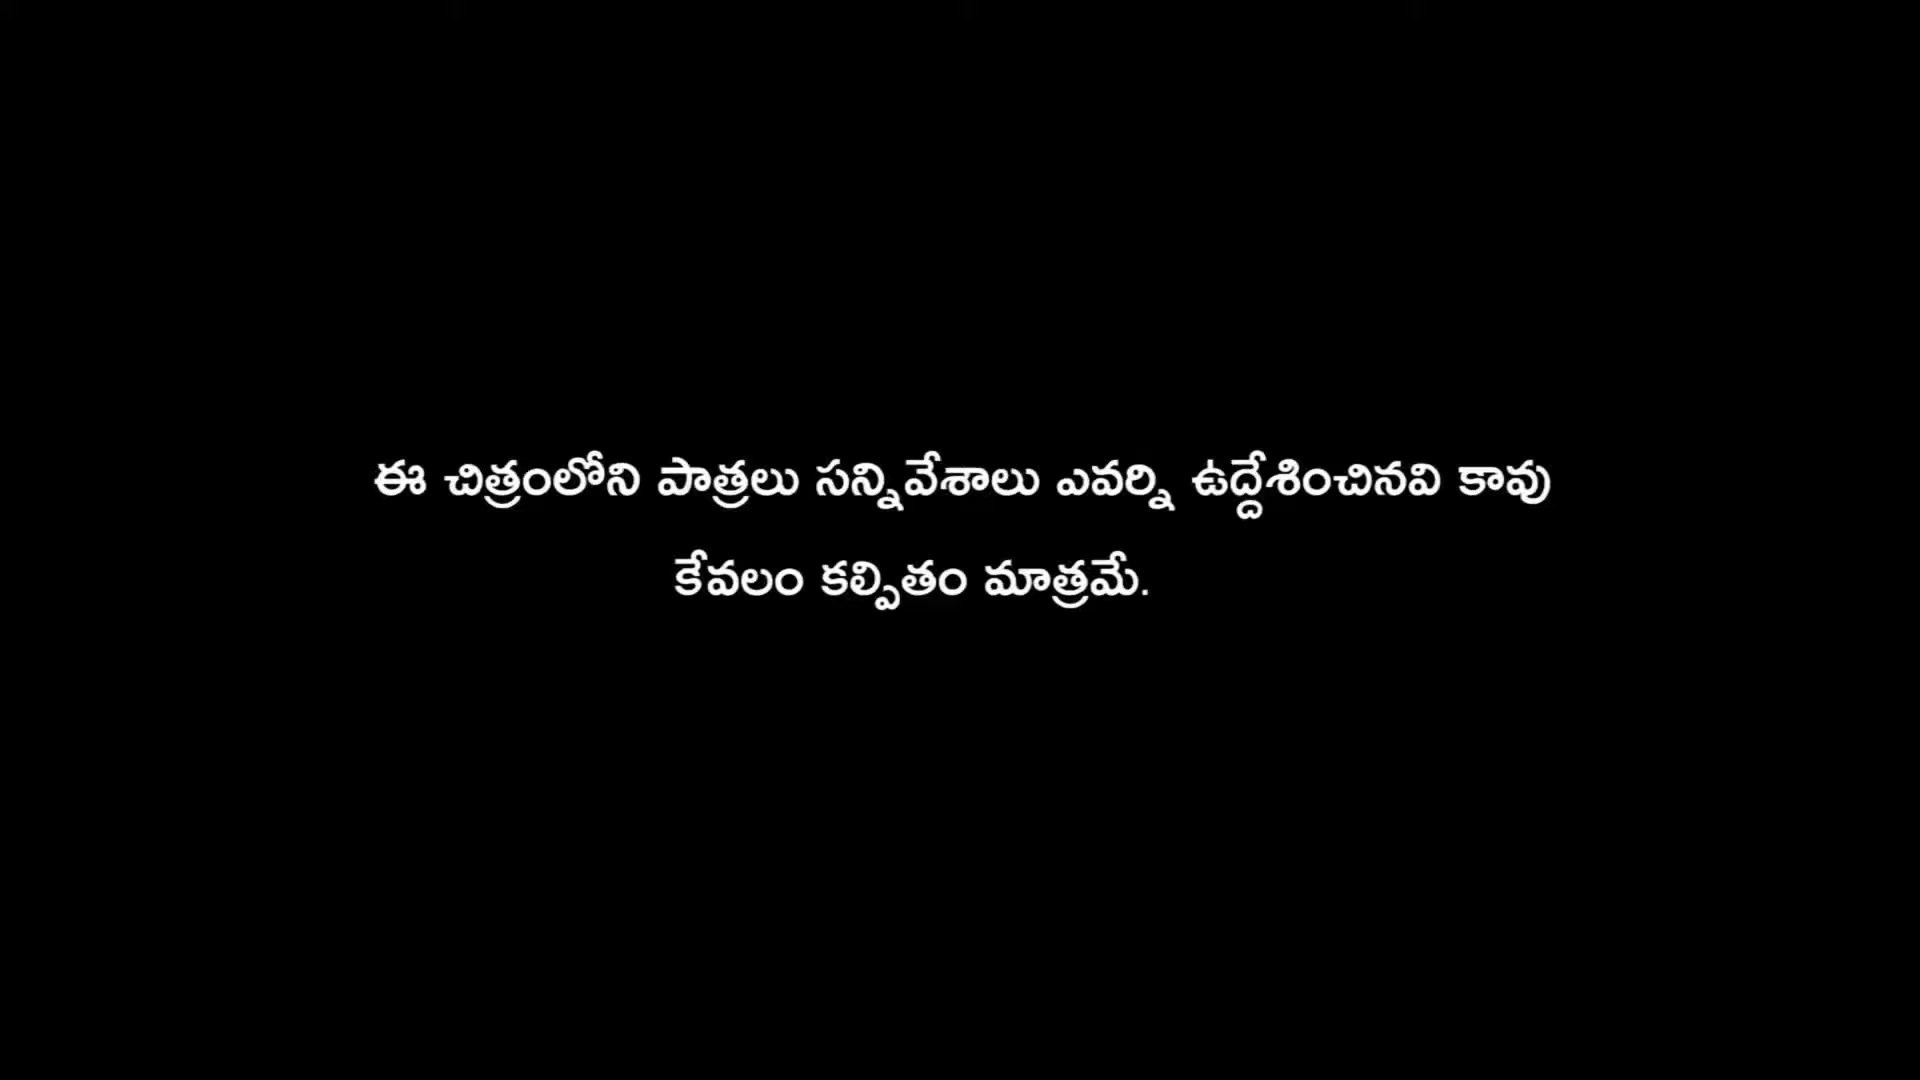 ఈ చిత్రంలోని పాత్రలు సన్నివేశాలు ఎవర్ని ఉద్దేశించినవి కావు
కేవలం కల్పితం మాత్రమే.